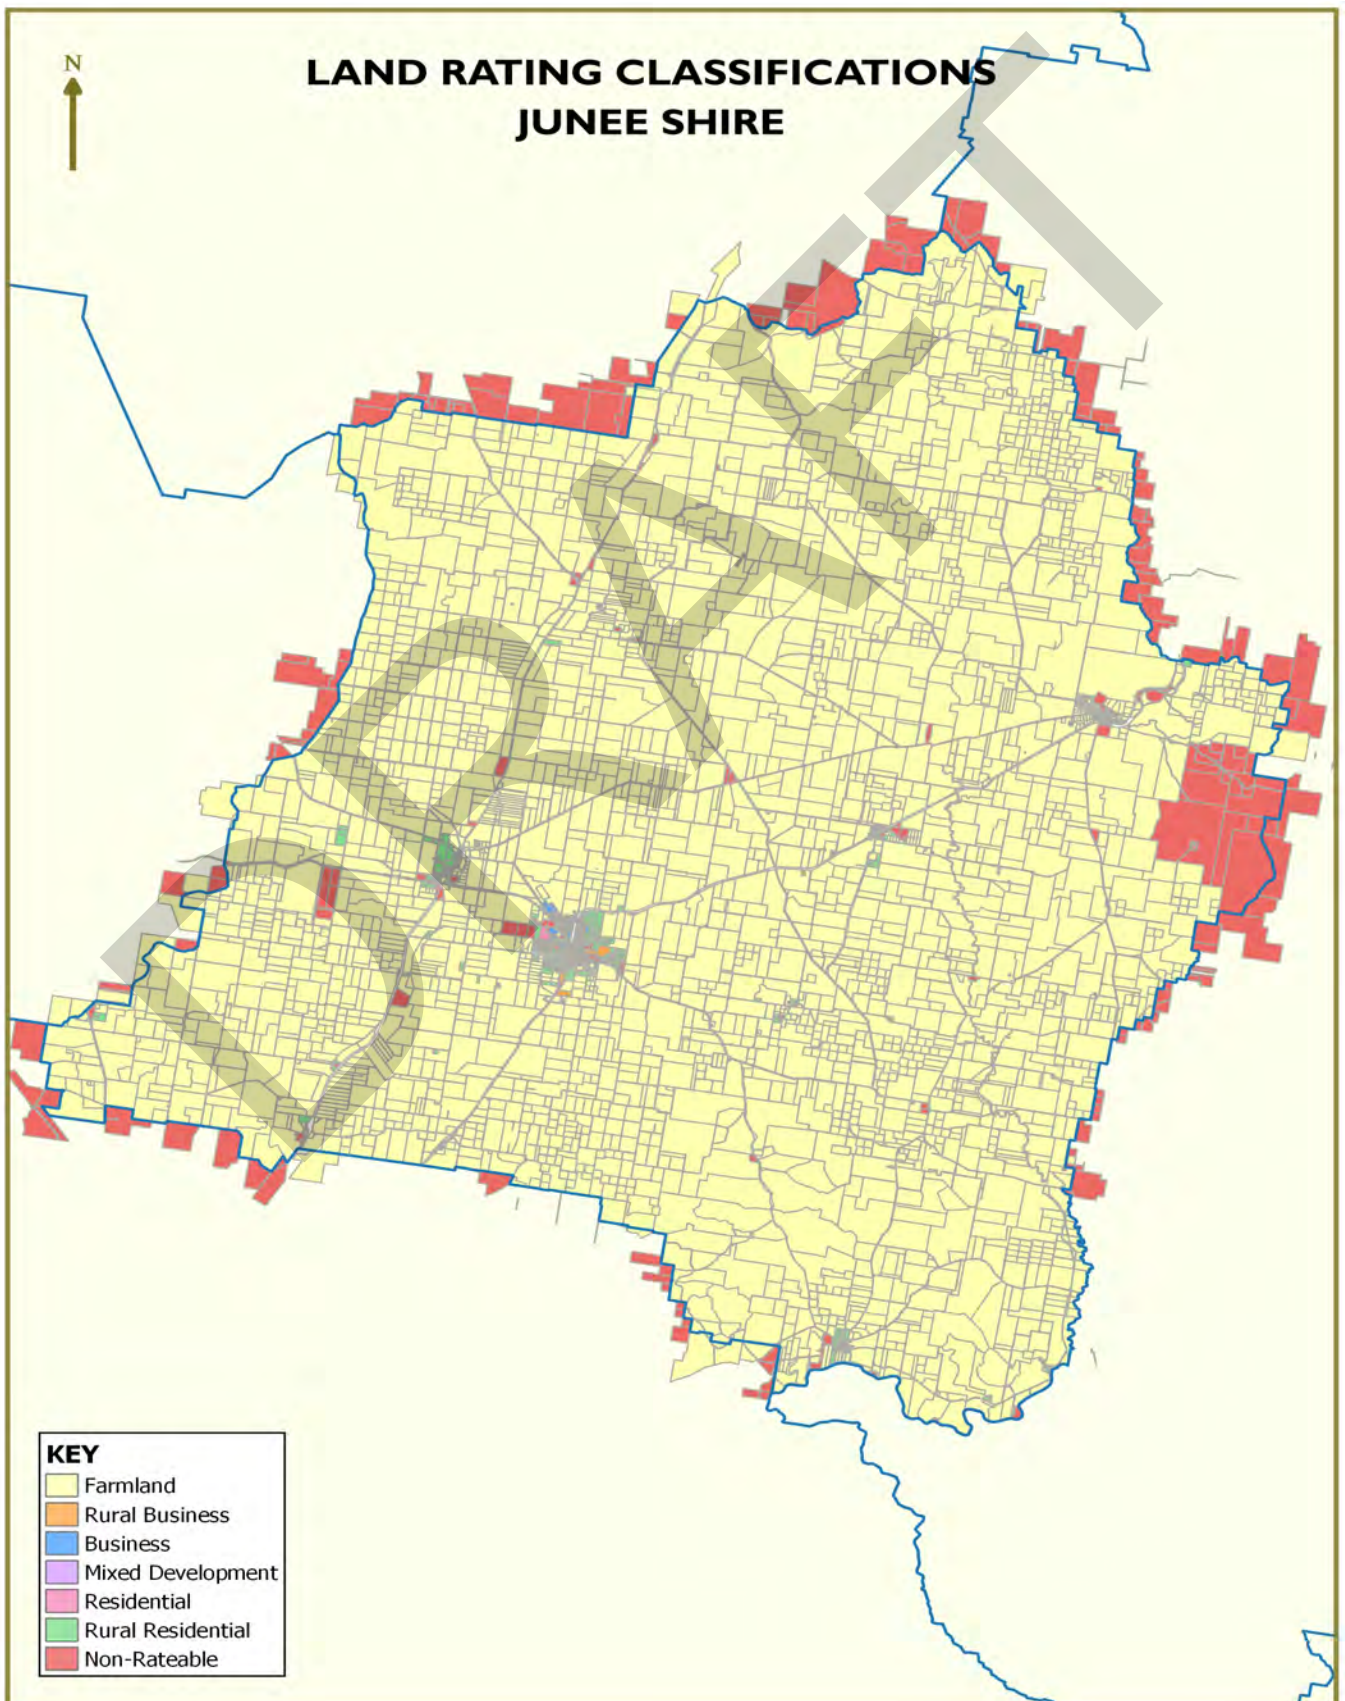 N
LAND RATING CLASSIFICATIONS
JUNEE SHIRE
DRAFT
KEY
Farmland
Rural Business
Business
Mixed Development
Residential
Rural Residential
Non-Rateable